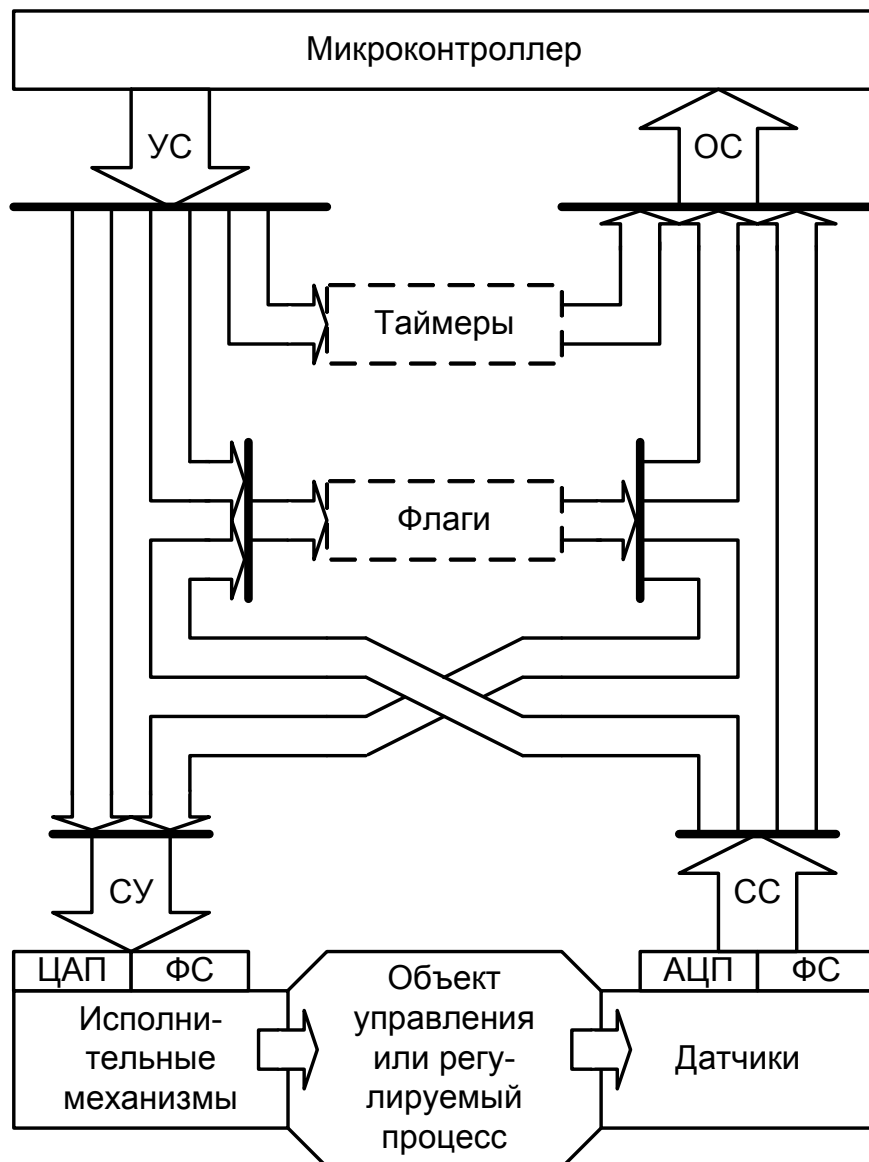 Микроконтроллер
УС
ОС
Таймеры
Флаги
СУ
СС
ЦАП
ФС
АЦП
ФС
Исполни-
тельные
механизмы
Объект
управления
или регу-
лируемый
процесс
Датчики